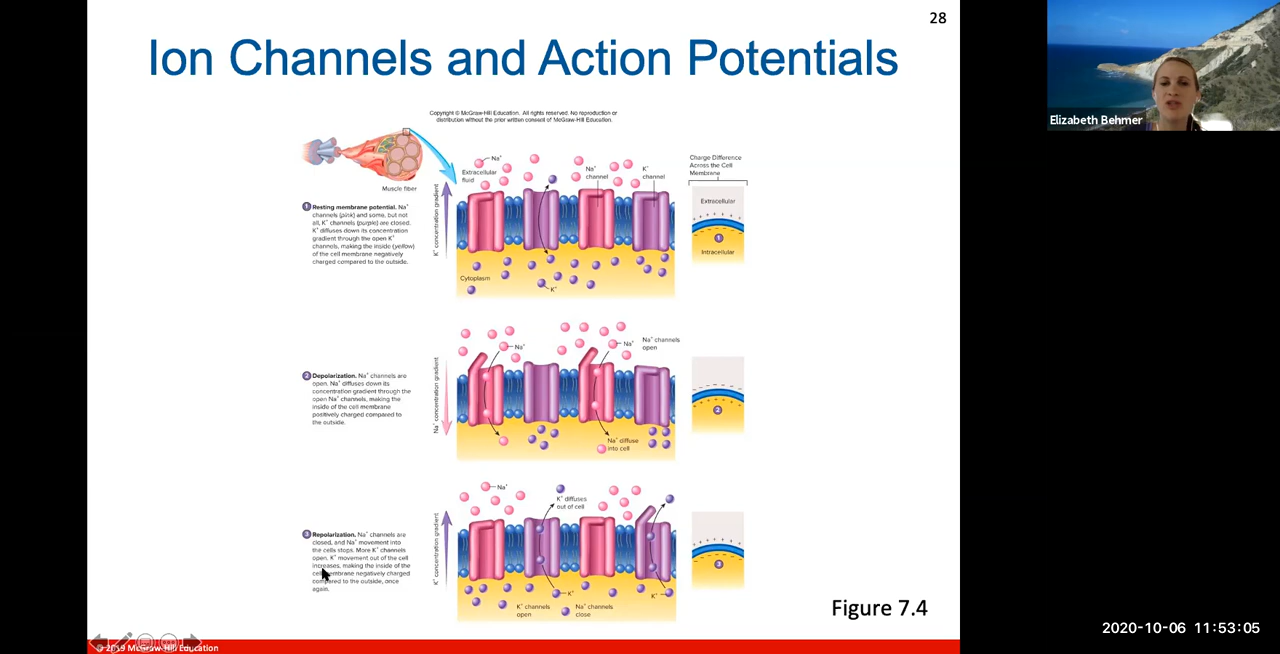 28
Ion Channels and Action Potentials
Elizabeth Behmer
Copyright © McGraw-Hill Education. All rights reserved. No reproduction or
distribution without the prior written consent of McGraw-Hill Education.
Muscle fiber
Extracellular
fluid
Na+
Na+
channel
K+
channel
Charge Difference
Across the Cell
Membrane
1 Resting membrane potential. Na+
channels (pink) and some, but not
all, K+ channels (purple) are closed.
K+ diffuses down its concentration
gradient through the open K+
channels, making the inside (yellow)
of the cell membrane negatively
charged compared to the outside.
K+ concentration gradient
Cytoplasm
K+
Extracellular
+ + + + +
1
Intracellular
2 Depolarization. Na+ channels are
open. Na+ diffuses down its
concentration gradient through the
open Na+ channels, making the
inside of the cell membrane
positively charged compared to
the outside.
Na+ concentration gradient
Na+
Na+
Na+ channels
open
Na+ diffuse
into cell
2
3 Repolarization. Na+ channels are
closed, and Na+ movement into
the cells stops. More K+ channels
open. K+ movement out of the cell
increases, making the inside of the
cell membrane negatively charged
compared to the outside, once
again.
K+ concentration gradient
Na+
K+ diffuses
out of cell
K+
K+
K+ channels
open
Na+ channels
close
3
Figure 7.4
© 2019 McGraw-Hill Education
2020-10-06 11:53:05